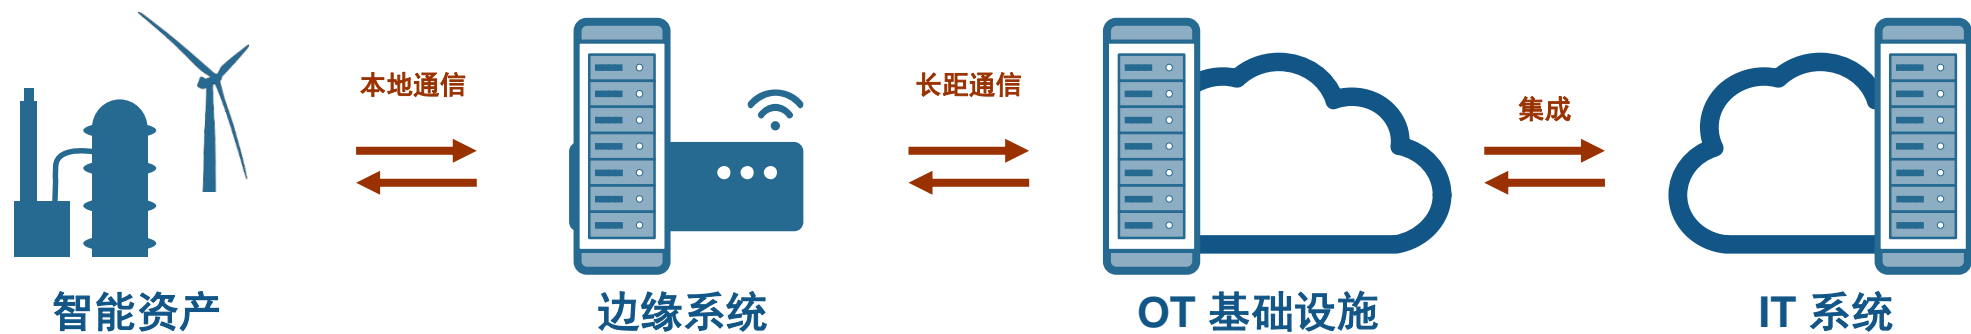 本地通信
长距通信
集成
智能资产
边缘系统
OT 基础设施
IT 系统